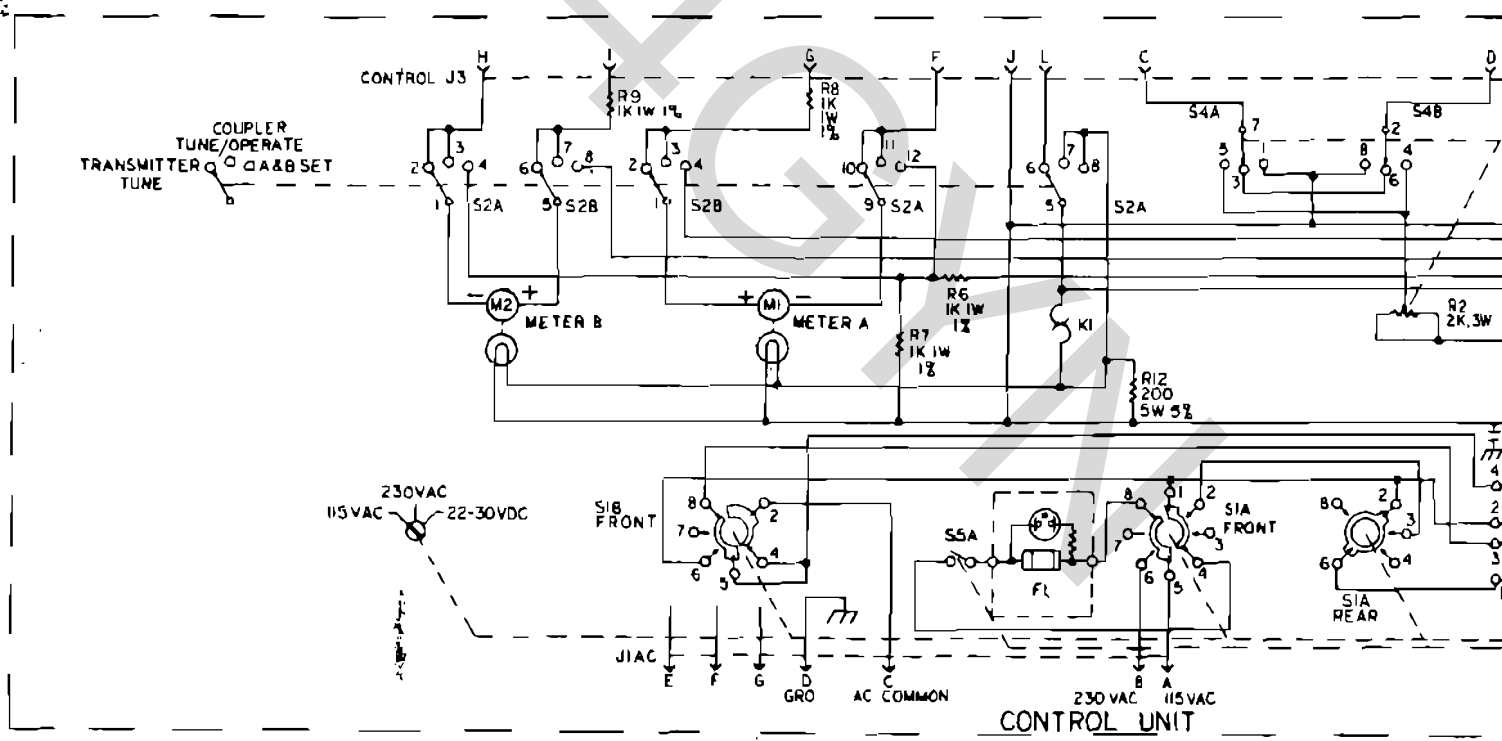 H I G F J L C D
CONTROL J3
R9
1K 1W 1%
R8
1K
1W
1%
S4A
S4B
COUPLER
TUNE/OPERATE
TRANSMITTER
TUNE
A&B SET
2 3 4
1 S2A
6 7 8
5 S2B
2 3 4
1 S2B
10 11 12
9 S2A
6 7 8
5 S2A
7
5 1
3
2
8 4
6
- M2 +
METER B
+ M1 -
METER A
R6
1K 1W
1%
R7
1K 1W
1%
K1
R2
2K, 3W
R12
200
5W 5%
230VAC
115VAC
22-30VDC
S1B
FRONT
8 2
7
6 5 4
S5A
F1
8 1 2
7 3
6 5 4
S1A
FRONT
8 2
3
6 4
S1A
REAR
4
2
3
J1AC
E F G D C B A
GRD
AC COMMON
230 VAC
115VAC
CONTROL UNIT